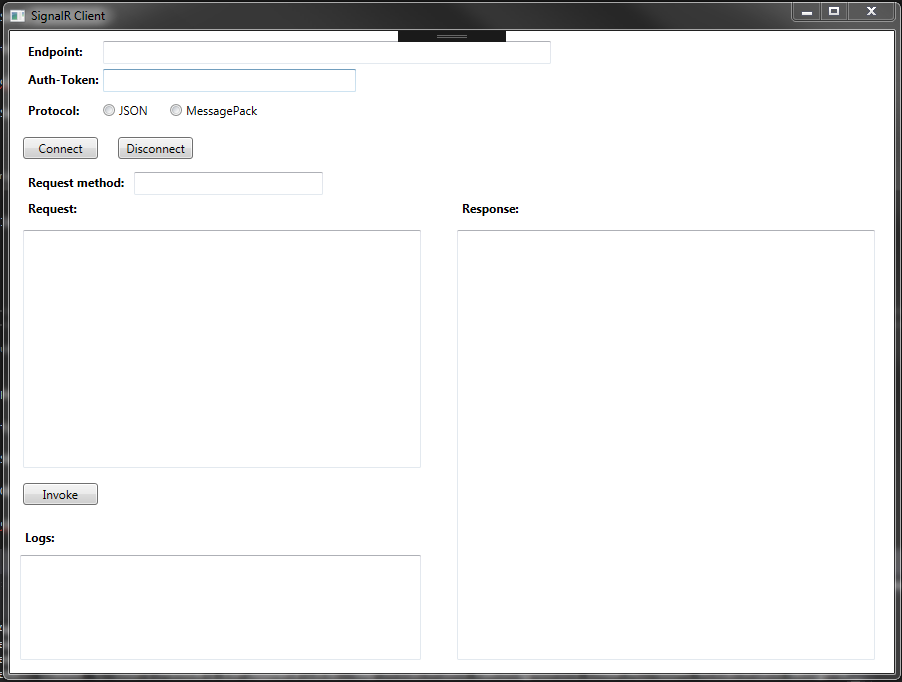 SignalR Client
Endpoint:
Auth-Token:
Protocol: JSON MessagePack
Connect Disconnect
Request method:
Request: Response:
Invoke
Logs: